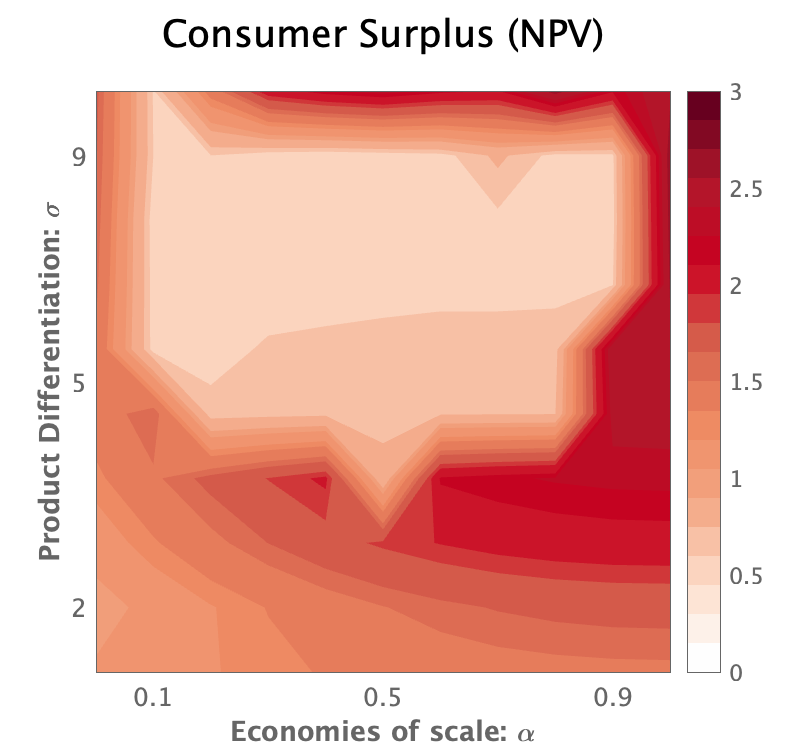 Consumer Surplus (NPV)
3
9
2.5
2
Product Differentiation: σ
5
1.5
1
0.5
2
0
0.1 0.5 0.9
Economies of scale: α